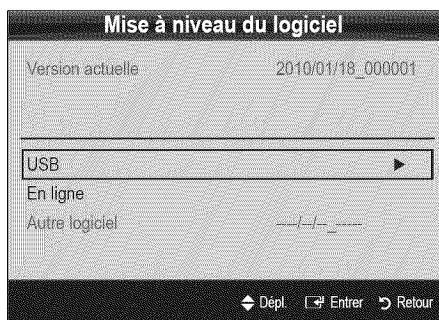 Mise à niveau du logiciel
Version actuelle 2010/01/18_000001
USB ►
En ligne
Autre logiciel ----/--/--_-----
Dépl. Entrer Retour